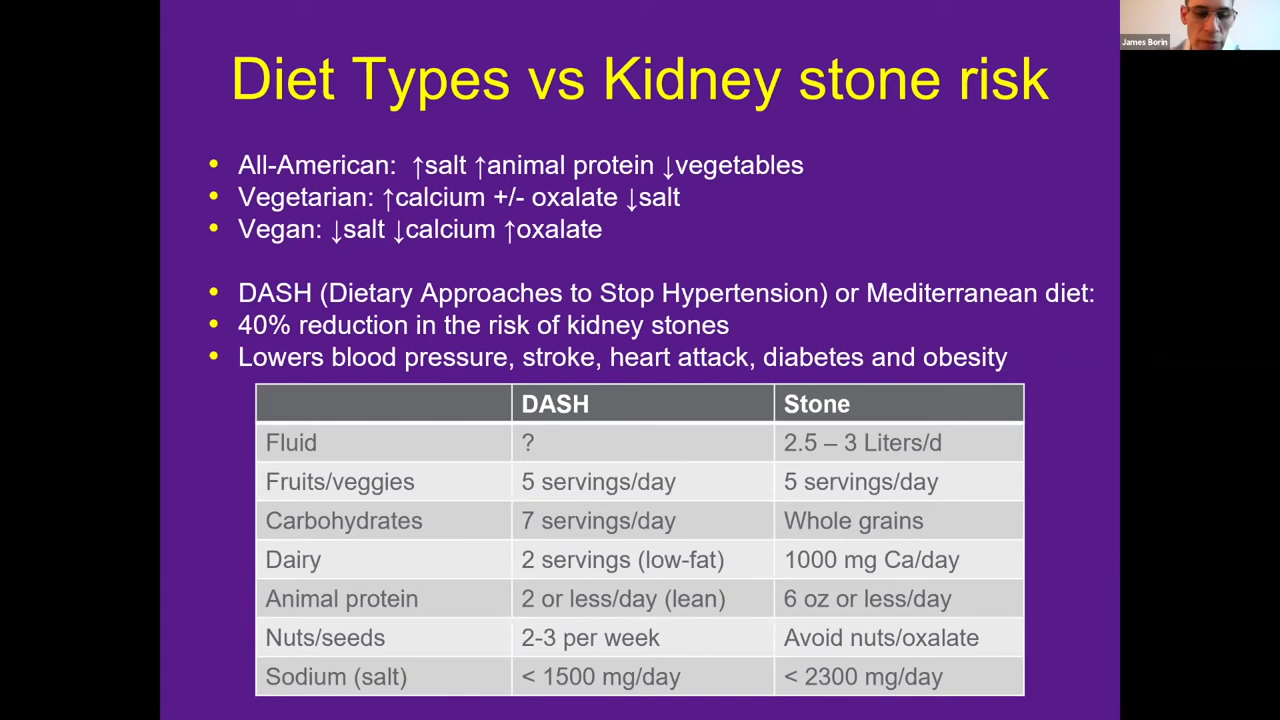 James Borin
Diet Types vs Kidney stone risk
• All-American: ↑salt ↑animal protein ↓vegetables
• Vegetarian: ↑calcium +/- oxalate ↓salt
• Vegan: ↓salt ↓calcium ↑oxalate
• DASH (Dietary Approaches to Stop Hypertension) or Mediterranean diet:
• 40% reduction in the risk of kidney stones
• Lowers blood pressure, stroke, heart attack, diabetes and obesity
DASH Stone
Fluid ? 2.5 – 3 Liters/d
Fruits/veggies 5 servings/day 5 servings/day
Carbohydrates 7 servings/day Whole grains
Dairy 2 servings (low-fat) 1000 mg Ca/day
Animal protein 2 or less/day (lean) 6 oz or less/day
Nuts/seeds 2-3 per week Avoid nuts/oxalate
Sodium (salt) < 1500 mg/day < 2300 mg/day